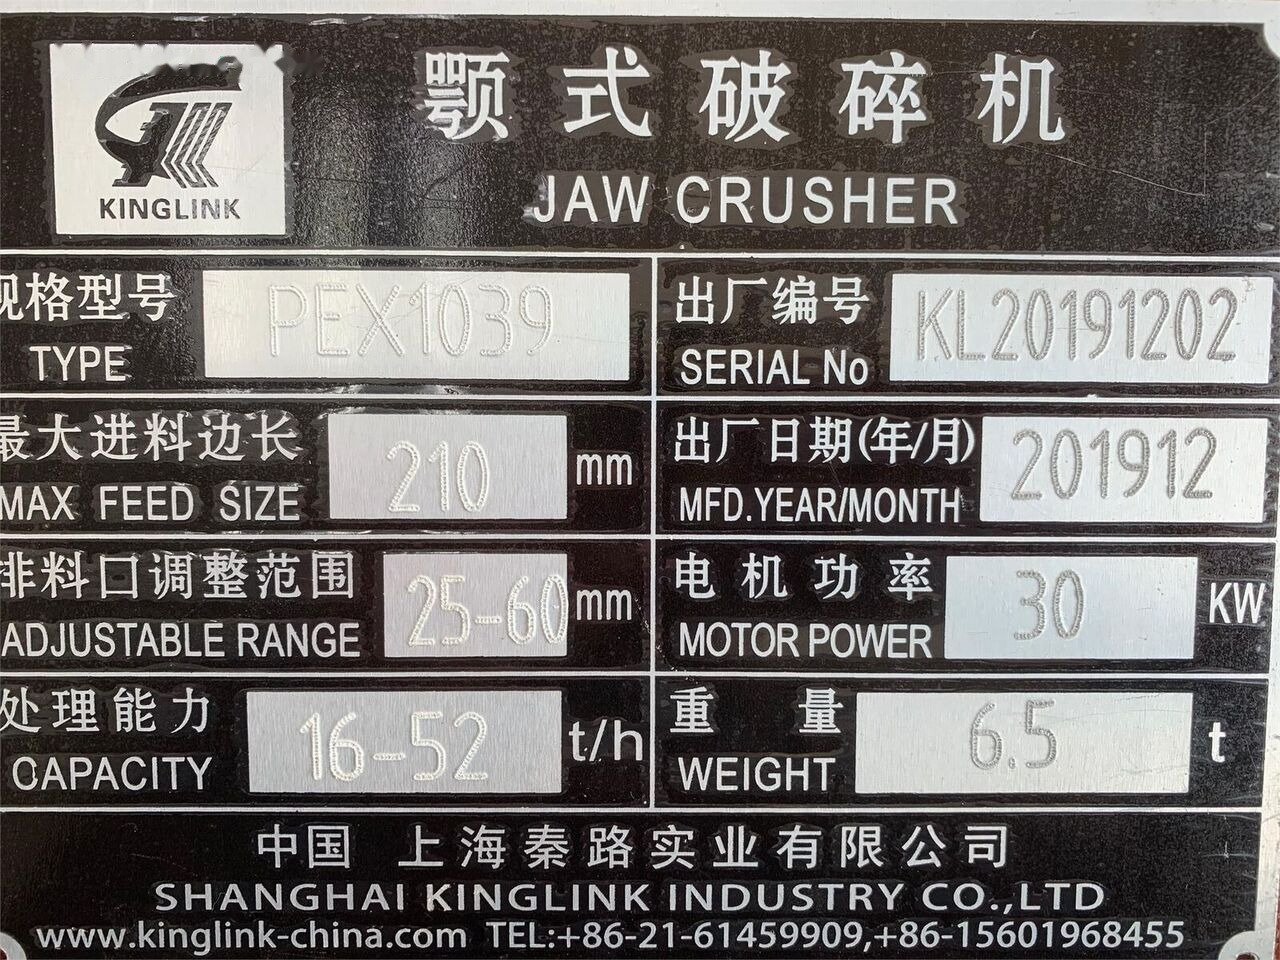 颚式破碎机
KINGLINK
JAW CRUSHER
规格型号
TYPE
PEX1039
出厂编号
SERIAL No
KL20191202
最大进料边长
MAX FEED SIZE
210
mm
出厂日期(年/月)
MFD.YEAR/MONTH
201912
排料口调整范围
ADJUSTABLE RANGE
25-60
mm
电机功率
MOTOR POWER
30
KW
处理能力
CAPACITY
16-52
t/h
重量
WEIGHT
6.5
t
中国 上海秦路实业有限公司
SHANGHAI KINGLINK INDUSTRY CO.,LTD
www.kinglink-china.com TEL:+86-21-61459909,+86-15601968455